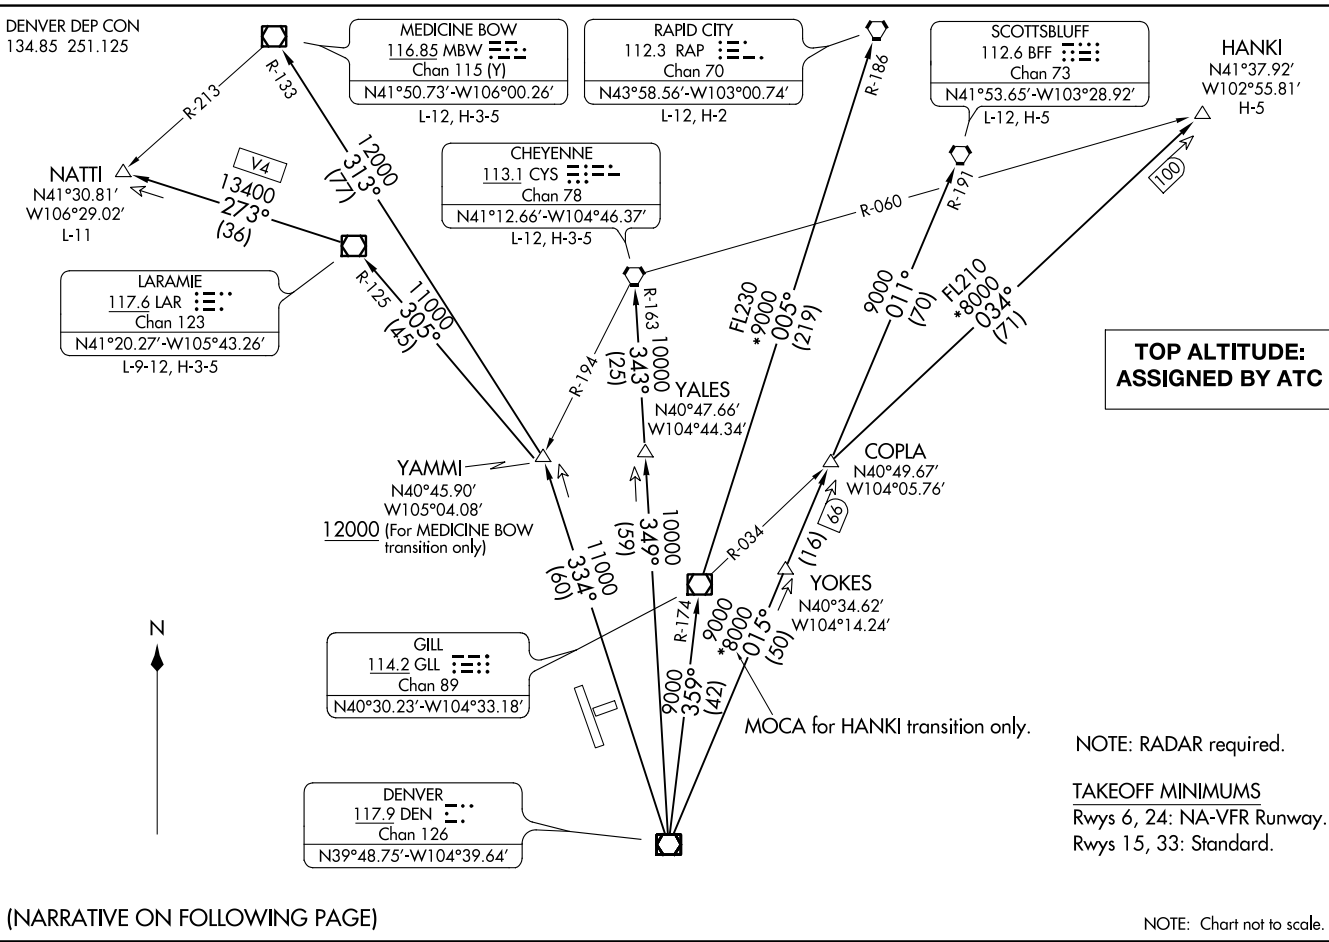 DENVER DEP CON
134.85 251.125
MEDICINE BOW
116.85 MBW
Chan 115 (Y)
N41°50.73′-W106°00.26′
L-12, H-3-5
RAPID CITY
112.3 RAP
Chan 70
N43°58.56′-W103°00.74′
L-12, H-2
SCOTTSBLUFF
112.6 BFF
Chan 73
N41°53.65′-W103°28.92′
L-12, H-5
HANKI
N41°37.92′
W102°55.81′
H-5
R-213
R-133
R-186
12000
313°
(77)
CHEYENNE
113.1 CYS
Chan 78
N41°12.66′-W104°46.37′
L-12, H-3-5
NATTI
N41°30.81′
W106°29.02′
L-11
V4
13400
273°
(36)
R-191
100
R-060
LARAMIE
117.6 LAR
Chan 123
N41°20.27′-W105°43.26′
L-9-12, H-3-5
R-125
11000
305°
(45)
R-163
R-194
10000
343°
(25)
FL230
*9000
005°
(219)
9000
011°
(70)
FL210
*8000
034°
(71)
TOP ALTITUDE:
ASSIGNED BY ATC
YALES
N40°47.66′
W104°44.34′
YAMMI
N40°45.90′
W105°04.08′
12000 (For MEDICINE BOW
transition only)
COPLA
N40°49.67′
W104°05.76′
66
(16)
R-034
11000
334°
(60)
10000
349°
(59)
YOKES
N40°34.62′
W104°14.24′
R-174
9000
*8000
015°
(50)
GILL
114.2 GLL
Chan 89
N40°30.23′-W104°33.18′
9000
359°
(42)
MOCA for HANKI transition only.
NOTE: RADAR required.
TAKEOFF MINIMUMS
Rwys 6, 24: NA-VFR Runway.
Rwys 15, 33: Standard.
N
DENVER
117.9 DEN
Chan 126
N39°48.75′-W104°39.64′
(NARRATIVE ON FOLLOWING PAGE)
NOTE: Chart not to scale.